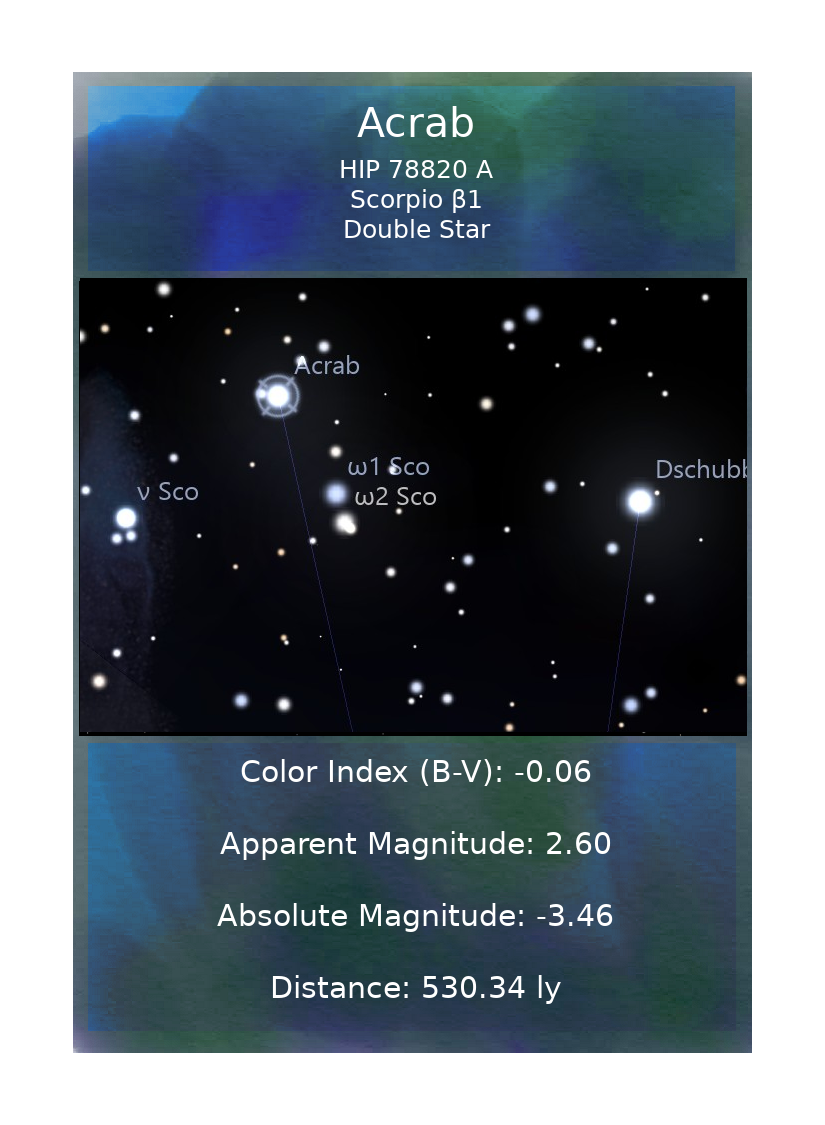 Acrab
HIP 78820 A
Scorpio β1
Double Star
Acrab
ω1 Sco
Dschubb
ν Sco
ω2 Sco
Color Index (B-V): -0.06
Apparent Magnitude: 2.60
Absolute Magnitude: -3.46
Distance: 530.34 ly